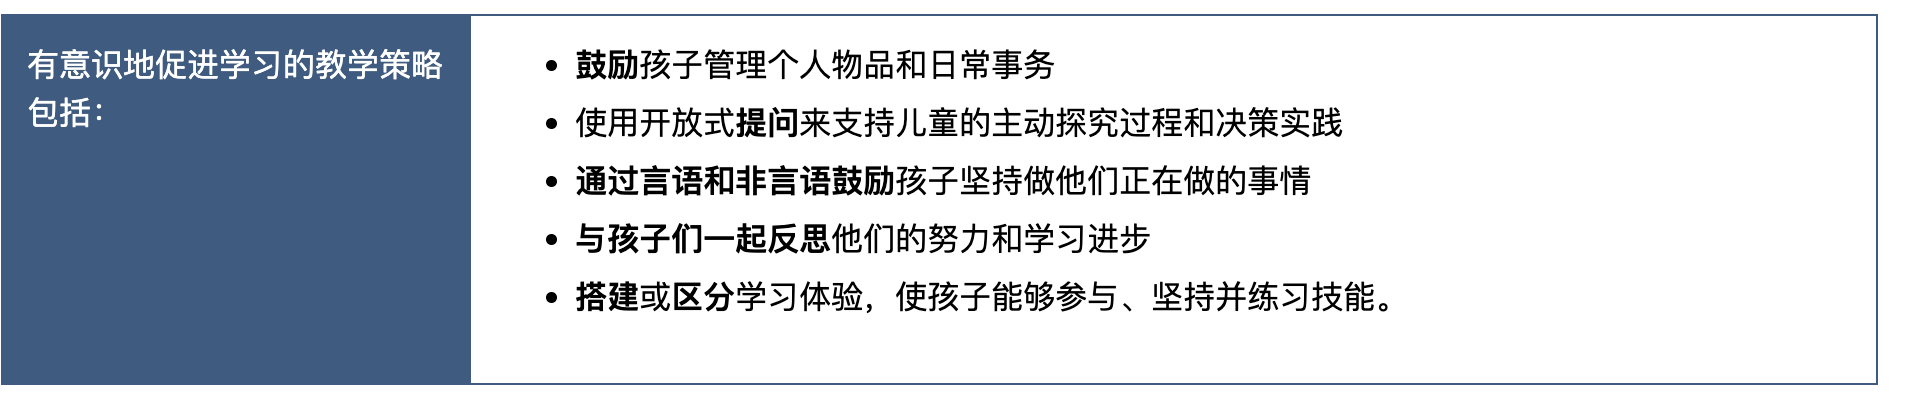 有意识地促进学习的教学策略
包括：
• 鼓励孩子管理个人物品和日常事务
• 使用开放式提问来支持儿童的主动探究过程和决策实践
• 通过言语和非言语鼓励孩子坚持做他们正在做的事情
• 与孩子们一起反思他们的努力和学习进步
• 搭建或区分学习体验，使孩子能够参与、坚持并练习技能。